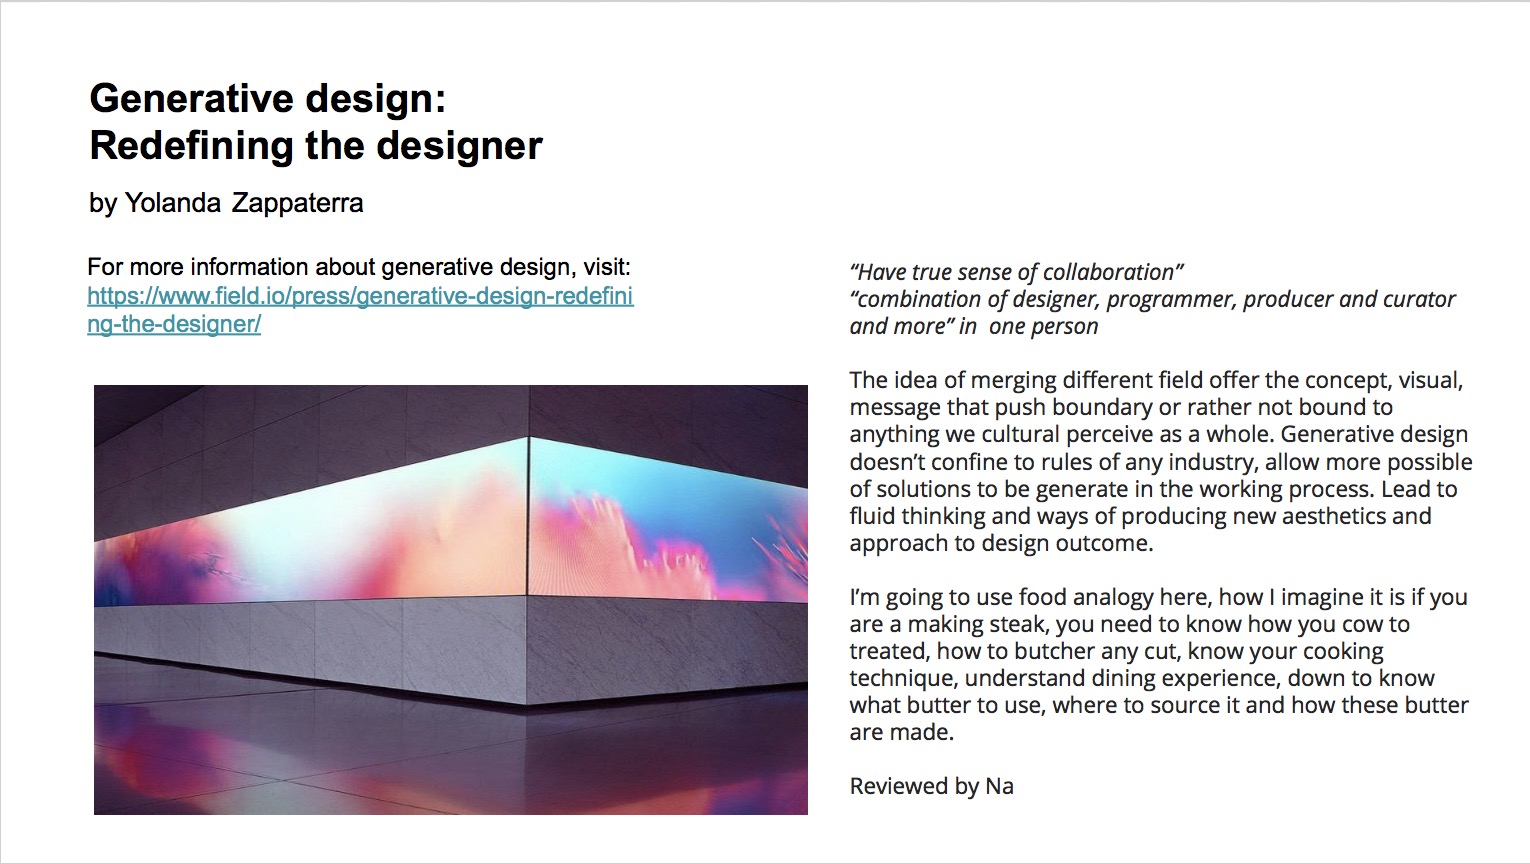 Generative design:
Redefining the designer
by Yolanda Zappaterra
For more information about generative design, visit:
https://www.field.io/press/generative-design-redefini
ng-the-designer/
“Have true sense of collaboration”
“combination of designer, programmer, producer and curator
and more” in  one person
The idea of merging different field offer the concept, visual,
message that push boundary or rather not bound to
anything we cultural perceive as a whole. Generative design
doesn’t confine to rules of any industry, allow more possible
of solutions to be generate in the working process. Lead to
fluid thinking and ways of producing new aesthetics and
approach to design outcome.
I’m going to use food analogy here, how I imagine it is if you
are a making steak, you need to know how you cow to
treated, how to butcher any cut, know your cooking
technique, understand dining experience, down to know
what butter to use, where to source it and how these butter
are made.
Reviewed by Na